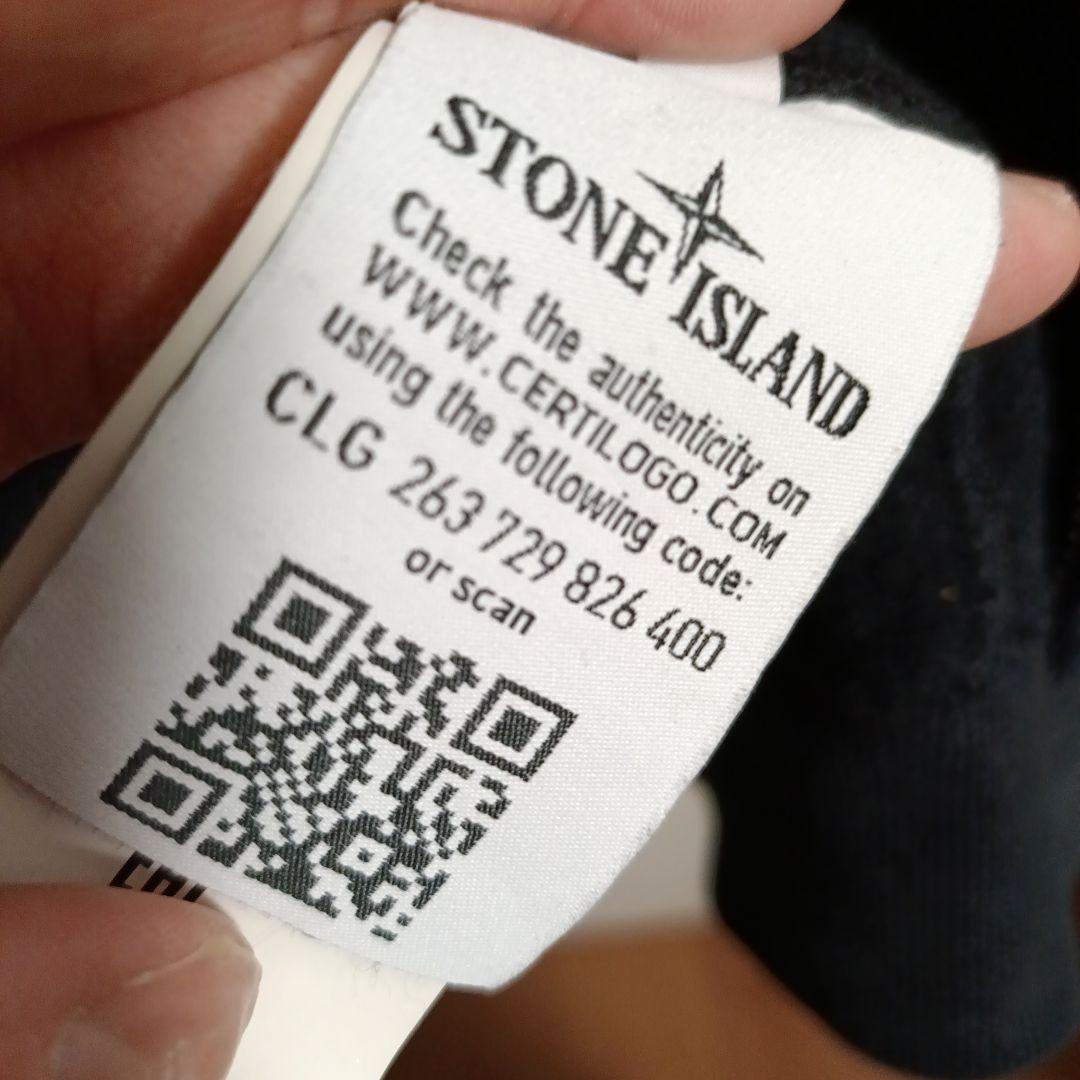 STONE ISLAND
Check the authenticity on
WWW.CERTILOGO.COM
using the following code:
CLG 263 729 826 400
or scan